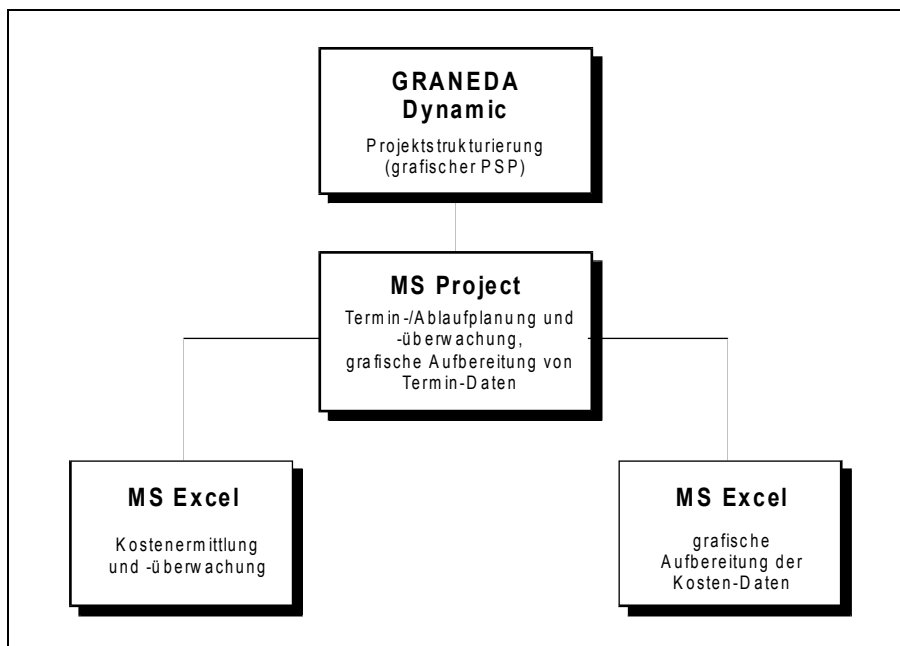 GRANEDA
Dynamic
Projektstrukturierung
(grafischer PSP)
MS Project
Termin-/Ablaufplanung und
-überwachung,
grafische Aufbereitung von
Termin-Daten
MS Excel
Kostenermittlung
und -überwachung
MS Excel
grafische
Aufbereitung der
Kosten-Daten